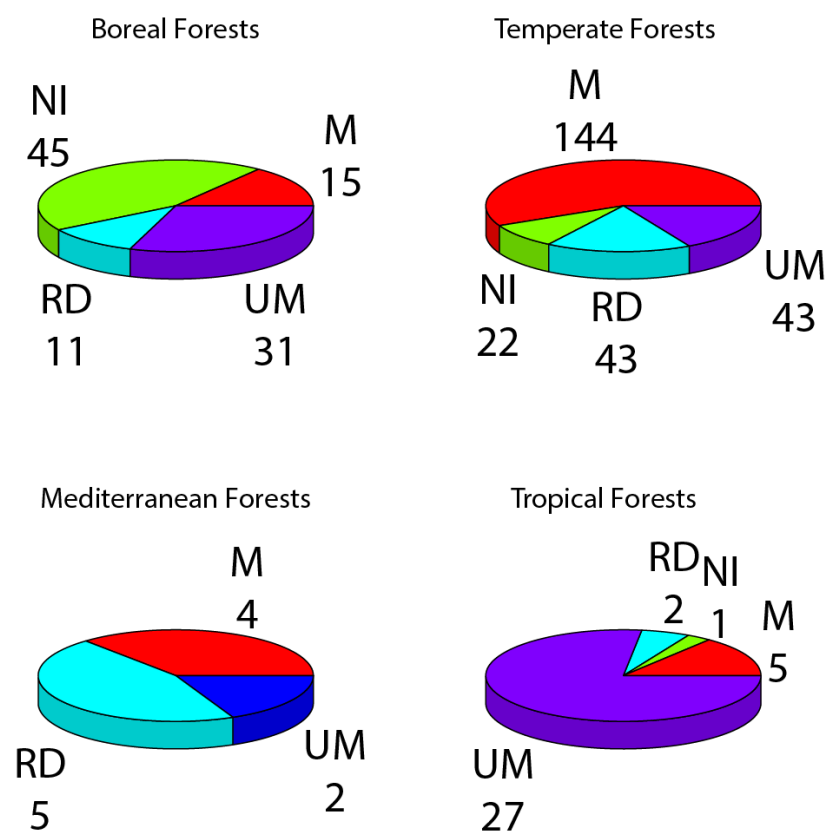 Boreal Forests
NI
45
M
15
RD
11
UM
31
Temperate Forests
M
144
NI
22
RD
43
UM
43
Mediterranean Forests
M
4
RD
5
UM
2
Tropical Forests
RD
2
NI
1
M
5
UM
27